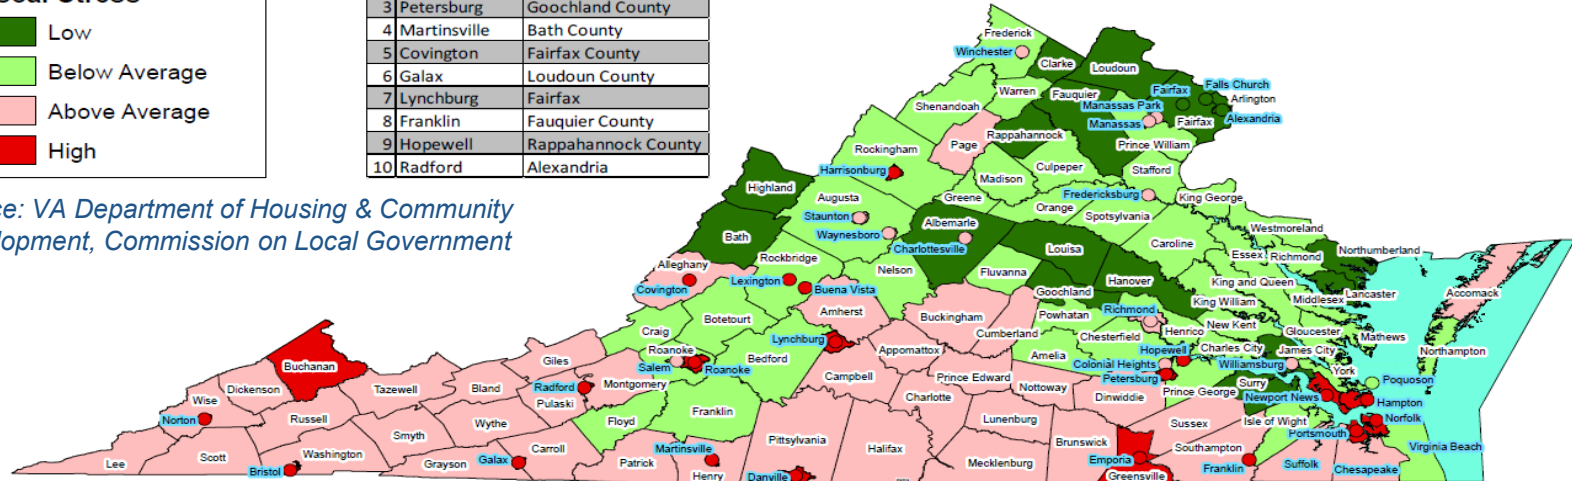 Low
Below Average
Above Average
High
3 Petersburg Goochland County
4 Martinsville Bath County
5 Covington Fairfax County
6 Galax Loudoun County
7 Lynchburg Fairfax
8 Franklin Fauquier County
9 Hopewell Rappahannock County
10 Radford Alexandria
ce: VA Department of Housing & Community
lopment, Commission on Local Government
Frederick
Winchester
Clarke
Loudoun
Warren
Fauquier
Fairfax
Falls Church
Arlington
Manassas Park
Alexandria
Shenandoah
Manassas
Fairfax
Rappahannock
Page
Prince William
Rockingham
Culpeper
Stafford
Harrisonburg
Madison
Highland
Augusta
Greene
Fredericksburg
King George
Orange
Spotsylvania
Staunton
Albemarle
Westmoreland
Waynesboro
Bath
Charlottesville
Louisa
Caroline
Northumberland
Rockbridge
Essex
Richmond
Alleghany
Nelson
Fluvanna
Covington
Lexington
Buena Vista
Goochland
Hanover
King and Queen
Lancaster
Accomack
King William
Middlesex
Amherst
Buckingham
Powhatan
Richmond
Botetourt
Craig
Cumberland
Chesterfield
Henrico
New Kent
Gloucester
Mathews
Lynchburg
Roanoke
Appomattox
Amelia
Hopewell
Charles City
James City
Northampton
Buchanan
Giles
Salem
Roanoke
Bedford
Colonial Heights
Williamsburg
York
Dickenson
Tazewell
Bland
Radford
Montgomery
Campbell
Prince Edward
Nottoway
Petersburg
Surry
Poquoson
Wise
Pulaski
Charlotte
Dinwiddie
Prince George
Newport News
Hampton
Norton
Russell
Wythe
Floyd
Franklin
Lunenburg
Sussex
Isle of Wight
Norfolk
Smyth
Pittsylvania
Halifax
Brunswick
Southampton
Portsmouth
Virginia Beach
Lee
Scott
Washington
Bristol
Grayson
Galax
Carroll
Martinsville
Patrick
Henry
Danville
Mecklenburg
Emporia
Greensville
Franklin
Suffolk
Chesapeake